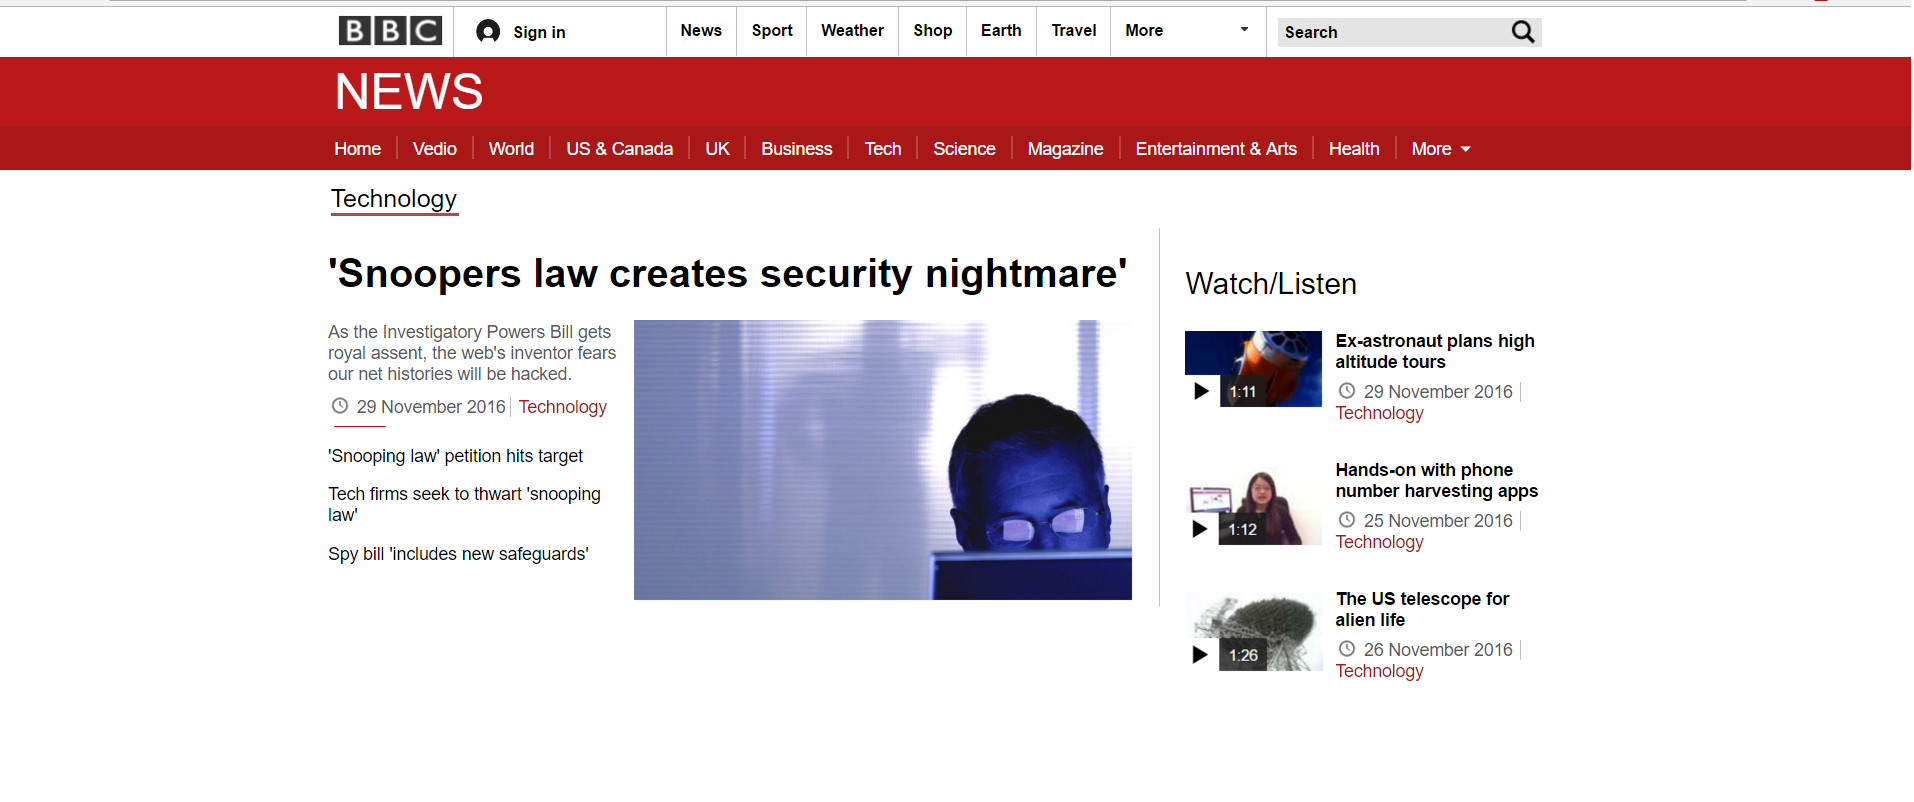 BBC
Sign in
News
Sport
Weather
Shop
Earth
Travel
More
Search
NEWS
Home
Vedio
World
US & Canada
UK
Business
Tech
Science
Magazine
Entertainment & Arts
Health
More
Technology
'Snoopers law creates security nightmare'
As the Investigatory Powers Bill gets
royal assent, the web's inventor fears
our net histories will be hacked.
29 November 2016
Technology
'Snooping law' petition hits target
Tech firms seek to thwart 'snooping
law'
Spy bill 'includes new safeguards'
Watch/Listen
1:11
Ex-astronaut plans high
altitude tours
29 November 2016
Technology
1:12
Hands-on with phone
number harvesting apps
25 November 2016
Technology
1:26
The US telescope for
alien life
26 November 2016
Technology